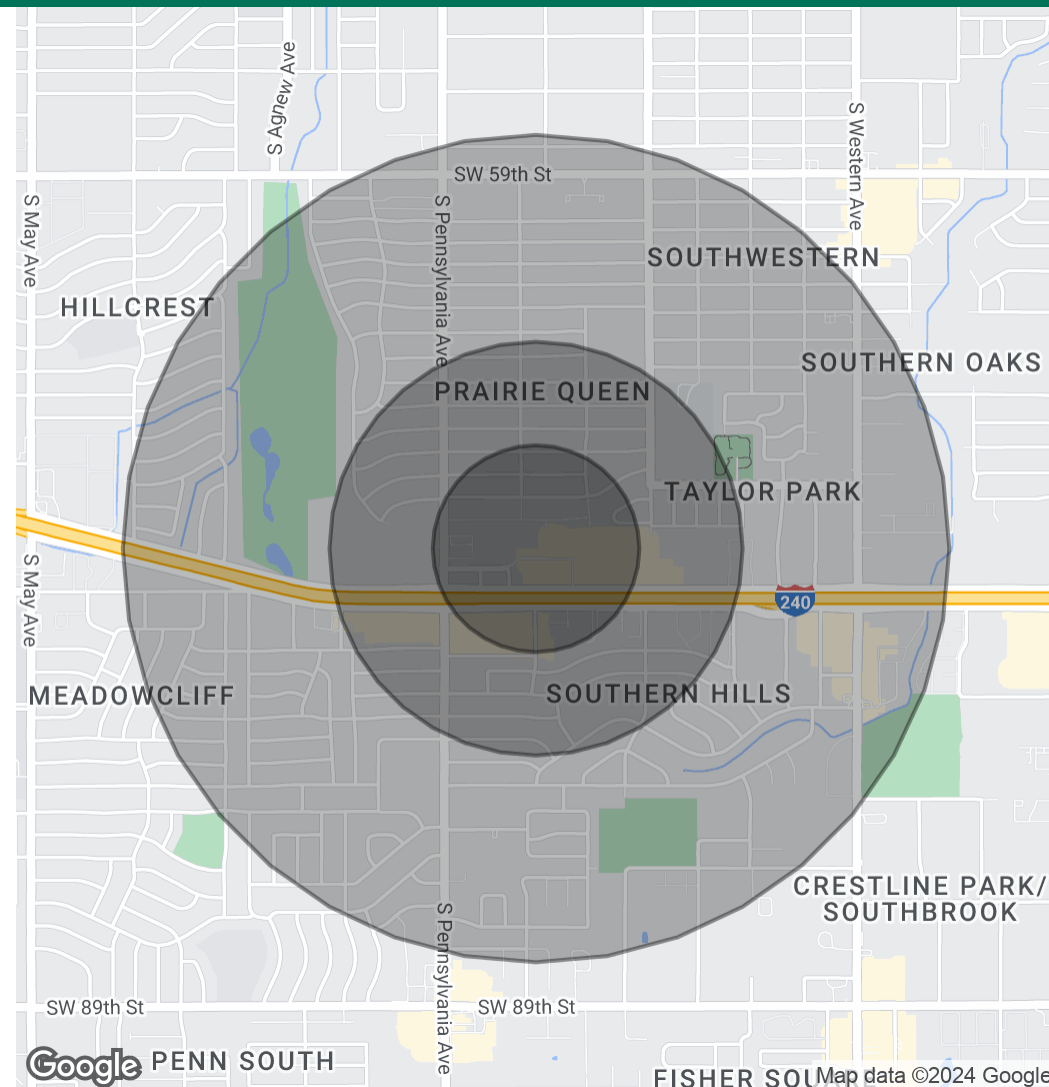 S Agnew Ave
S Western Ave
SW 59th St
S May Ave
S Pennsylvania Ave
SOUTHWESTERN
HILLCREST
SOUTHERN OAKS
PRAIRIE QUEEN
TAYLOR PARK
S May Ave
240
MEADOWCLIFF
SOUTHERN HILLS
CRESTLINE PARK/
SOUTHBROOK
S Pennsylvania Ave
SW 89th St
SW 89th St
Google
PENN SOUTH
FISHER SQUARE
Map data ©2024 Google